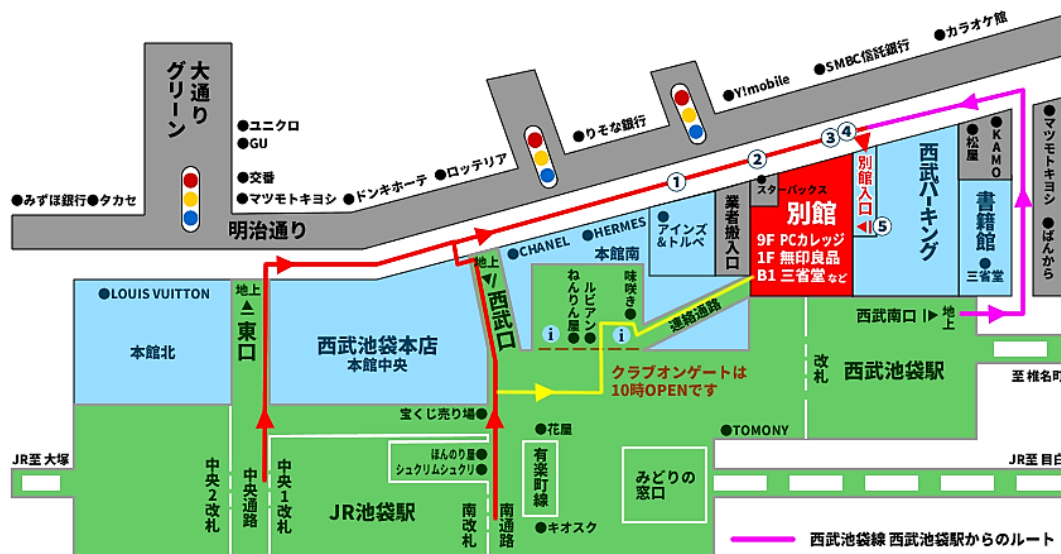 ●カラオケ館
●SMBC信託銀行
●Y!mobile
●りそな銀行
●ロッテリア
●ドンキホーテ
大通り
グリーン
●ユニクロ
●GU
●交番
●マツモトキヨシ
●みずほ銀行
●タカセ
明治通り
①
②
③④
⑤
●スターバックス
別館
9F PCカレッジ
1F 無印良品
B1 三省堂 など
別館入口
西武パーキング
●松屋
●KAMO
書籍館
●三省堂
●マツモトキヨシ
●ばんから
業者搬入口
●アインズ
&トルペ
●HERMES
●CHANEL
本館南
●LOUIS VUITTON
本館北
地上
東口
西武池袋本店
本館中央
地上
西武口
ねんりん屋●
ルビアン●
味咲き●
i
i
連絡通路
クラブオンゲートは
10時OPENです
西武南口
地上
改札
西武池袋駅
至 椎名町
宝くじ売り場●
●花屋
●TOMONY
JR至 大塚
JR至 目白
中央2改札
中央通路
中央1改札
ほんのり屋●
シュクリムシュクリ●
有楽町線
みどりの
窓口
JR池袋駅
南改札
南通路
●キオスク
西武池袋線 西武池袋駅からのルート